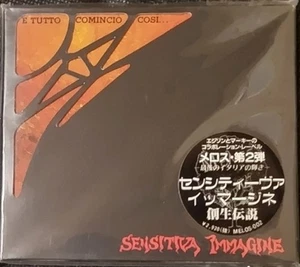 E TUTTO COMINCIO COSÌ...
エジソンとマーキーの
コラボレーション・レーベル
メロス・第2弾
センシティーヴァ
イッマージネ
創生伝説
SENSITIVA IMMAGINE